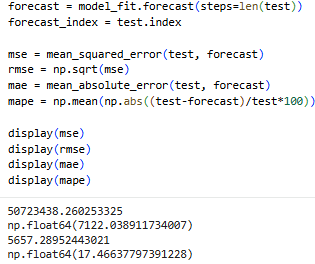 forecast = model_fit.forecast(steps=len(test))
forecast_index = test.index
mse = mean_squared_error(test, forecast)
rmse = np.sqrt(mse)
mae = mean_absolute_error(test, forecast)
mape = np.mean(np.abs((test-forecast)/test*100))
display(mse)
display(rmse)
display(mae)
display(mape)
50723438.260253325
np.float64(7122.038911734007)
5657.28952443021
np.float64(17.46637797391228)